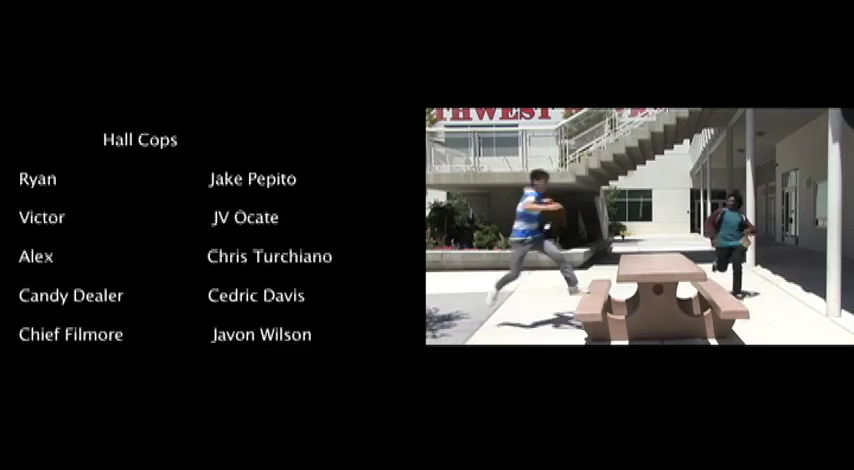 Hall Cops
Ryan Jake Pepito
Victor JV Ocate
Alex Chris Turchiano
Candy Dealer Cedric Davis
Chief Filmore Javon Wilson
THWEST